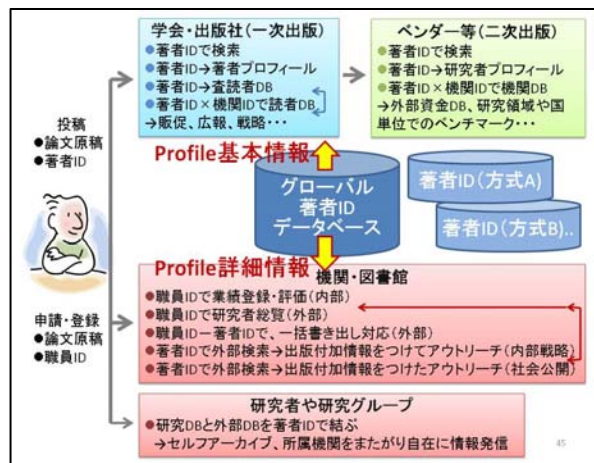 学会・出版社(一次出版)
●著者IDで検索
●著者ID→著者プロフィール
●著者ID→査読者DB
●著者ID×機関IDで読者DB
→販促、広報、戦略・・・
ベンダー等(二次出版)
●著者IDで検索
●著者ID→研究者プロフィール
●著者ID×機関IDで機関DB
→外部資金DB、研究領域や国
単位でのベンチマーク・・・
投稿
●論文原稿
●著者ID
Profile基本情報
グローバル
著者ID
データベース
著者ID(方式A)
著者ID(方式B)..
Profile詳細情報
機関・図書館
●職員IDで業績登録・評価(内部)
●職員IDで研究者総覧(外部)
●職員ID－著者IDで、一括書き出し対応(外部)
●著者IDで外部検索→出版付加情報をつけてアウトリーチ(内部戦略)
●著者IDで外部検索→出版付加情報をつけたアウトリーチ(社会公開)
申請・登録
●論文原稿
●職員ID
研究者や研究グループ
●研究DBと外部DBを著者IDで結ぶ
→セルフアーカイブ、所属機関をまたがり自在に情報発信
45